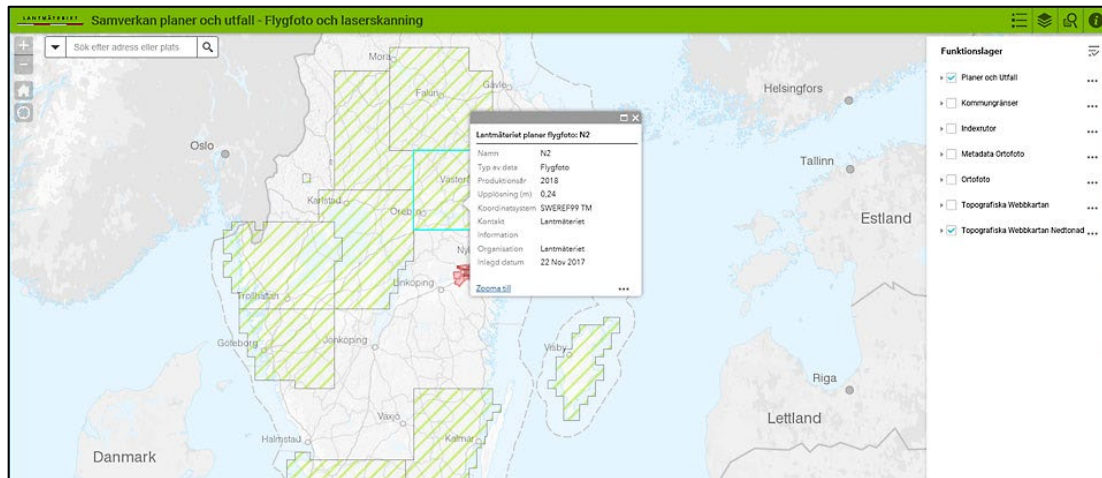 LANTMÄTERIET
Samverkan planer och utfall - Flygfoto och laserskanning
Sök efter adress eller plats
Funktionslager
Planer och Utfall
Kommungränser
Indexrutor
Metadata Ortofoto
Ortofoto
Topografiska Webbkartan
Topografiska Webbkartan Nedtonad
Lantmäteriet planer flygfoto: N2
Namn N2
Typ av data Flygfoto
Produktionsår 2018
Upplösning (m) 0,24
Koordinatsystem SWEREF99 TM
Kontakt Lantmäteriet
Information
Organisation Lantmäteriet
Inlagd datum 22 Nov 2017
Zooma till
Mora
Falun
Gävle
Helsingfors
Oslo
Tallinn
Karlstad
Örebro
Estland
Linköping
Trollhättan
Göteborg
Jönköping
Visby
Riga
Lettland
Växjö
Halmstad
Kalmar
Danmark